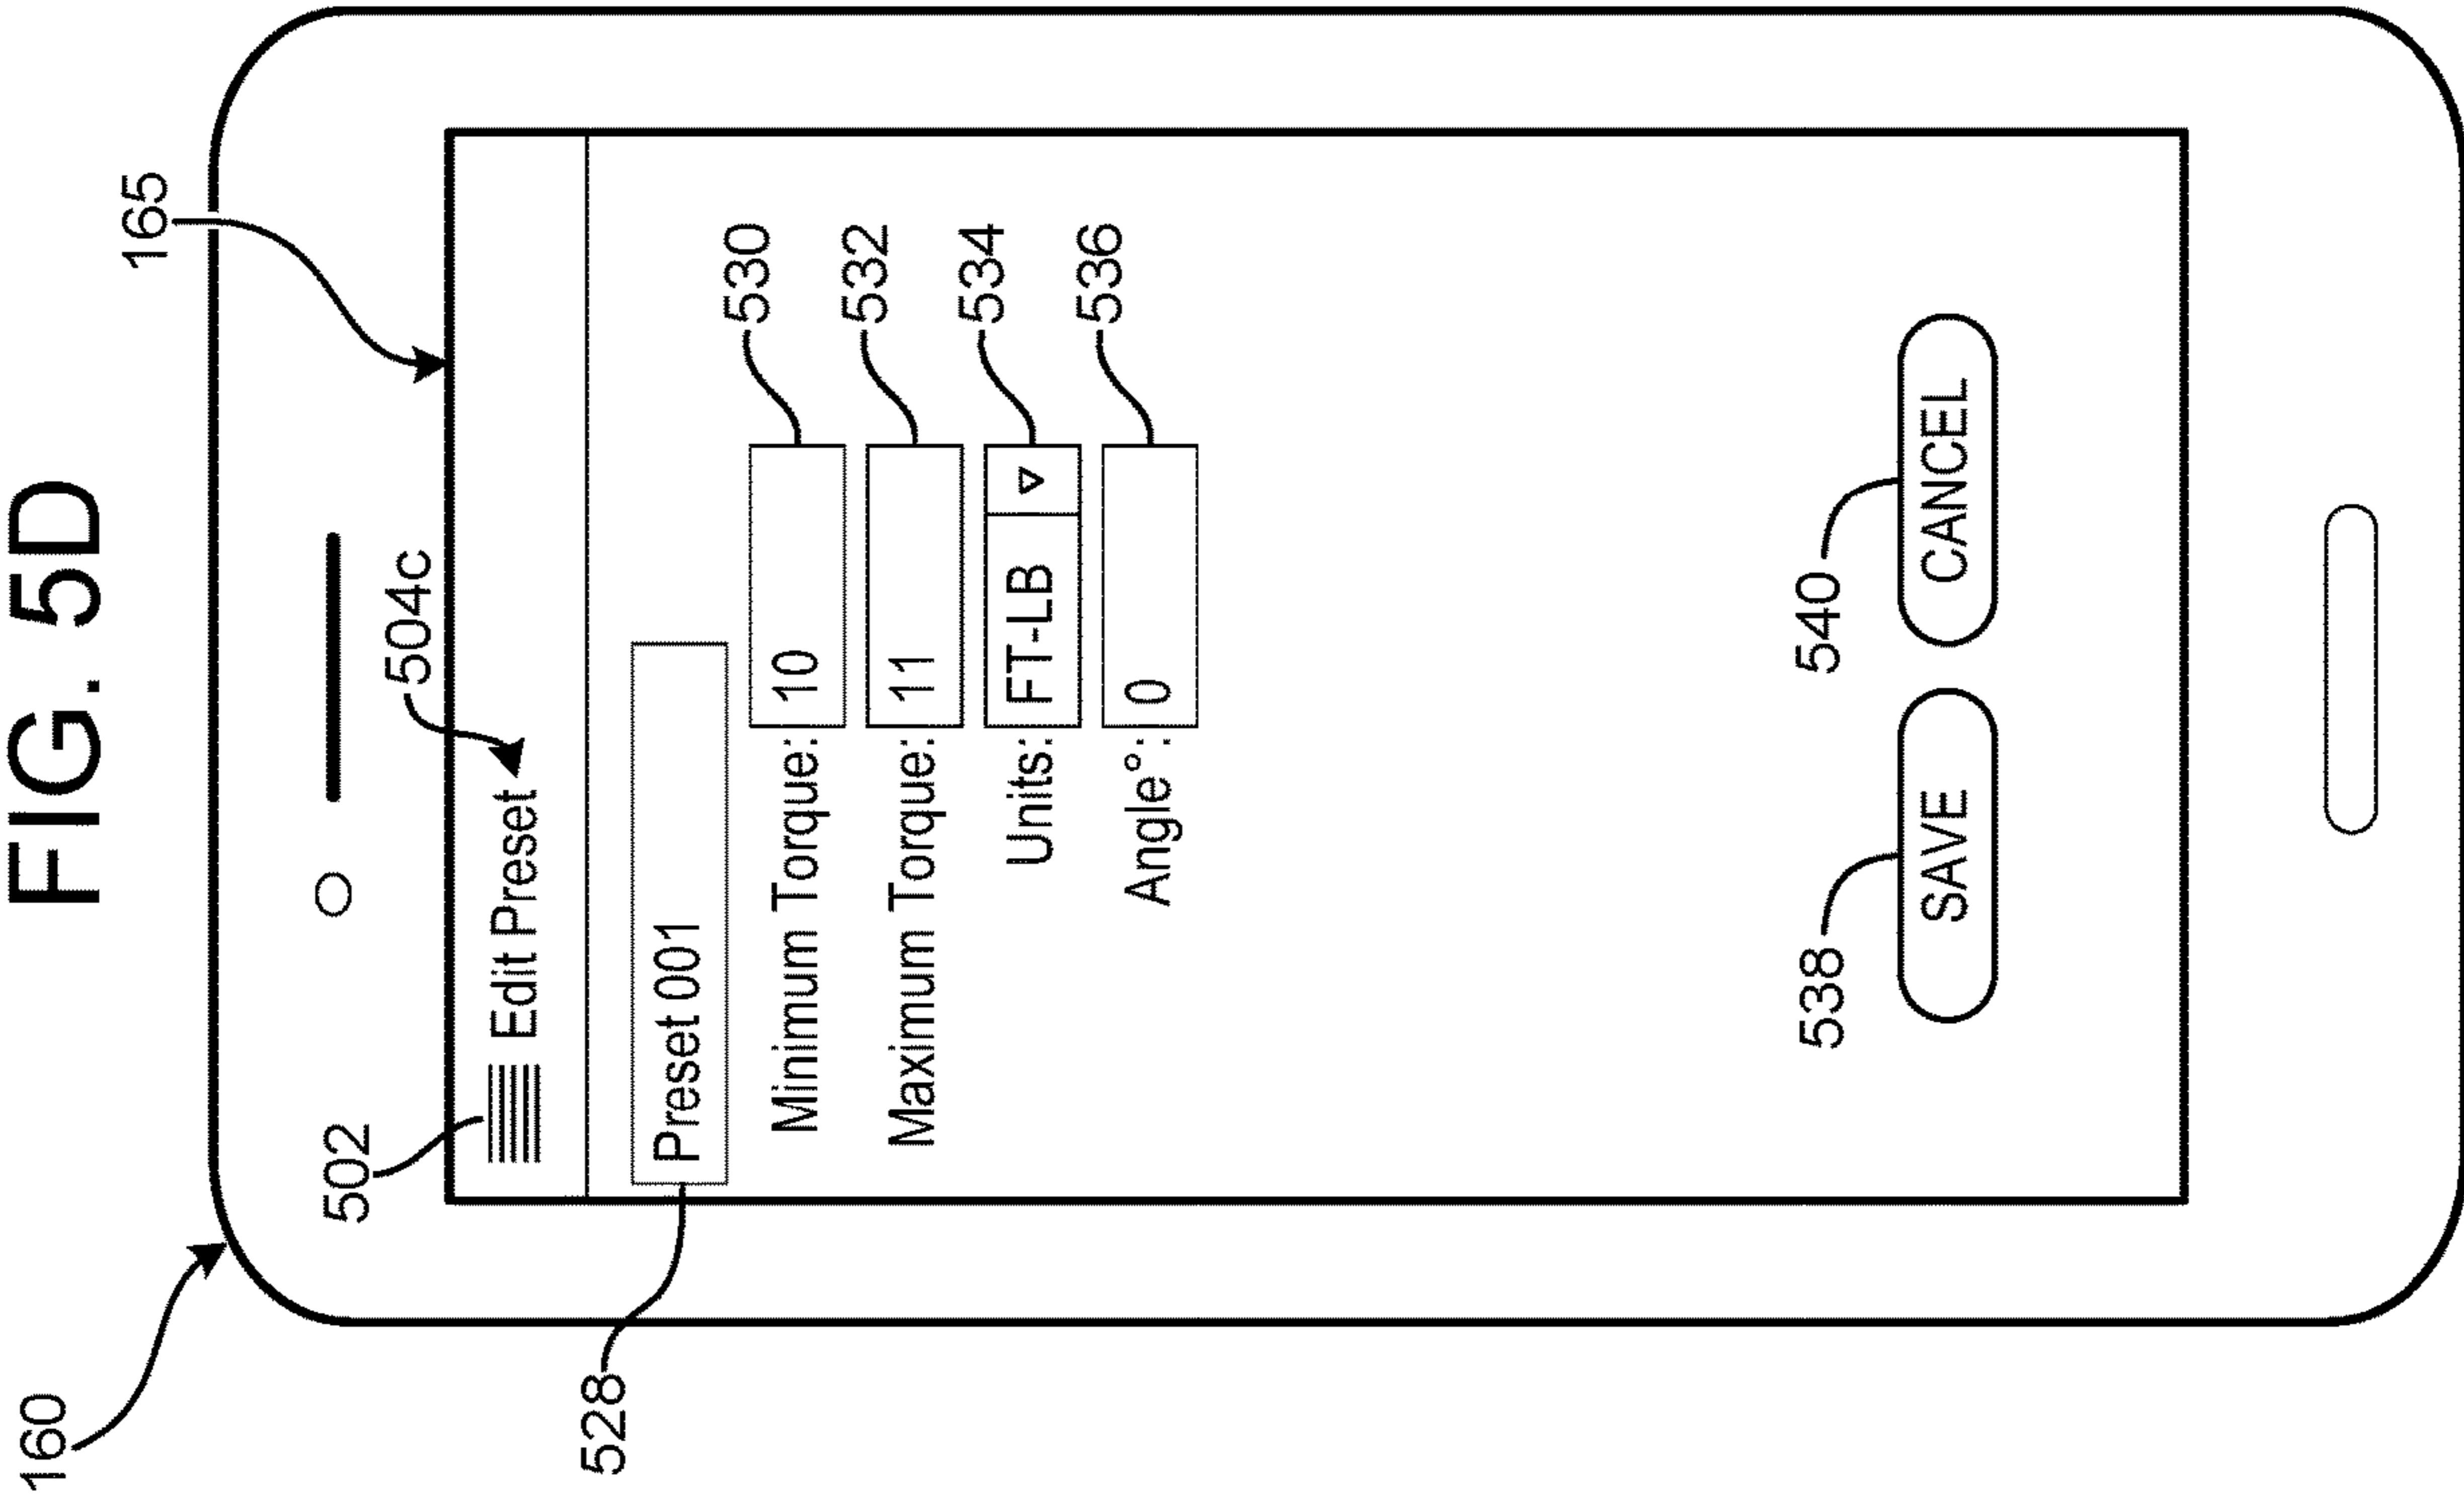 FIG. 5D
160
165
502
504c
Edit Preset
528
Preset 001
Minimum Torque: 10
530
Maximum Torque: 11
532
Units: FT-LB
534
Angle°: 0
536
538
540
SAVE
CANCEL